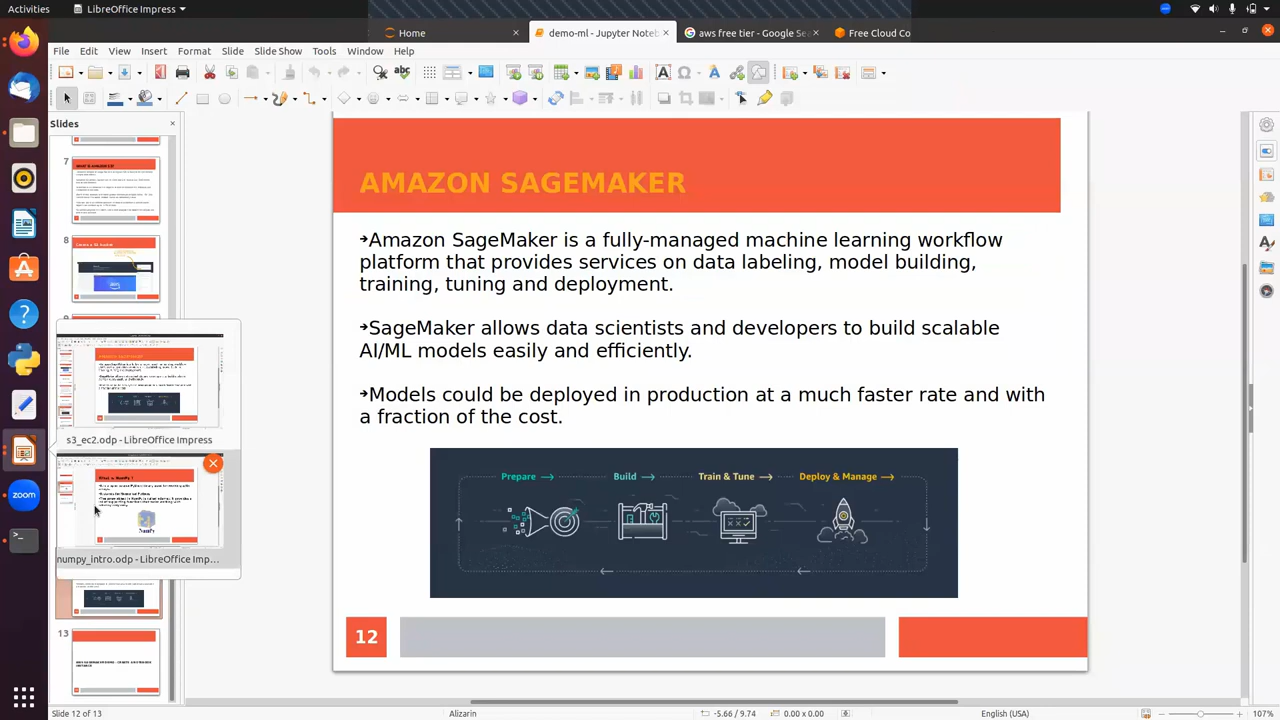 Activities LibreOffice Impress
Home demo-ml - Jupyter Noteb aws free tier - Google Se Free Cloud Co
File Edit View Insert Format Slide Slide Show Tools Window Help
Slides
7
8
AMAZON SAGEMAKER
➔Amazon SageMaker is a fully-managed machine learning workflow
platform that provides services on data labeling, model building,
training, tuning and deployment.
➔SageMaker allows data scientists and developers to build scalable
AI/ML models easily and efficiently.
➔Models could be deployed in production at a much faster rate and with
a fraction of the cost.
Prepare Build Train & Tune Deploy & Manage
12
s3_ec2.odp - LibreOffice Impress
What is NumPy ?
NumPy
numpy_intro.odp - LibreOffice Imp...
zoom
13
Slide 12 of 13 Alizarin -5.66 / 9.74 0.00 x 0.00 English (USA) 107%